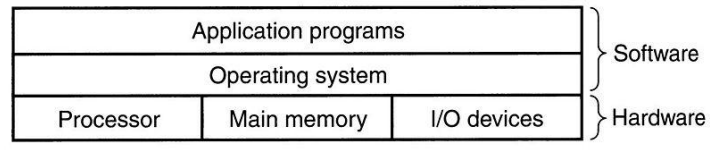 Application programs
Software
Operating system
Processor Main memory I/O devices Hardware